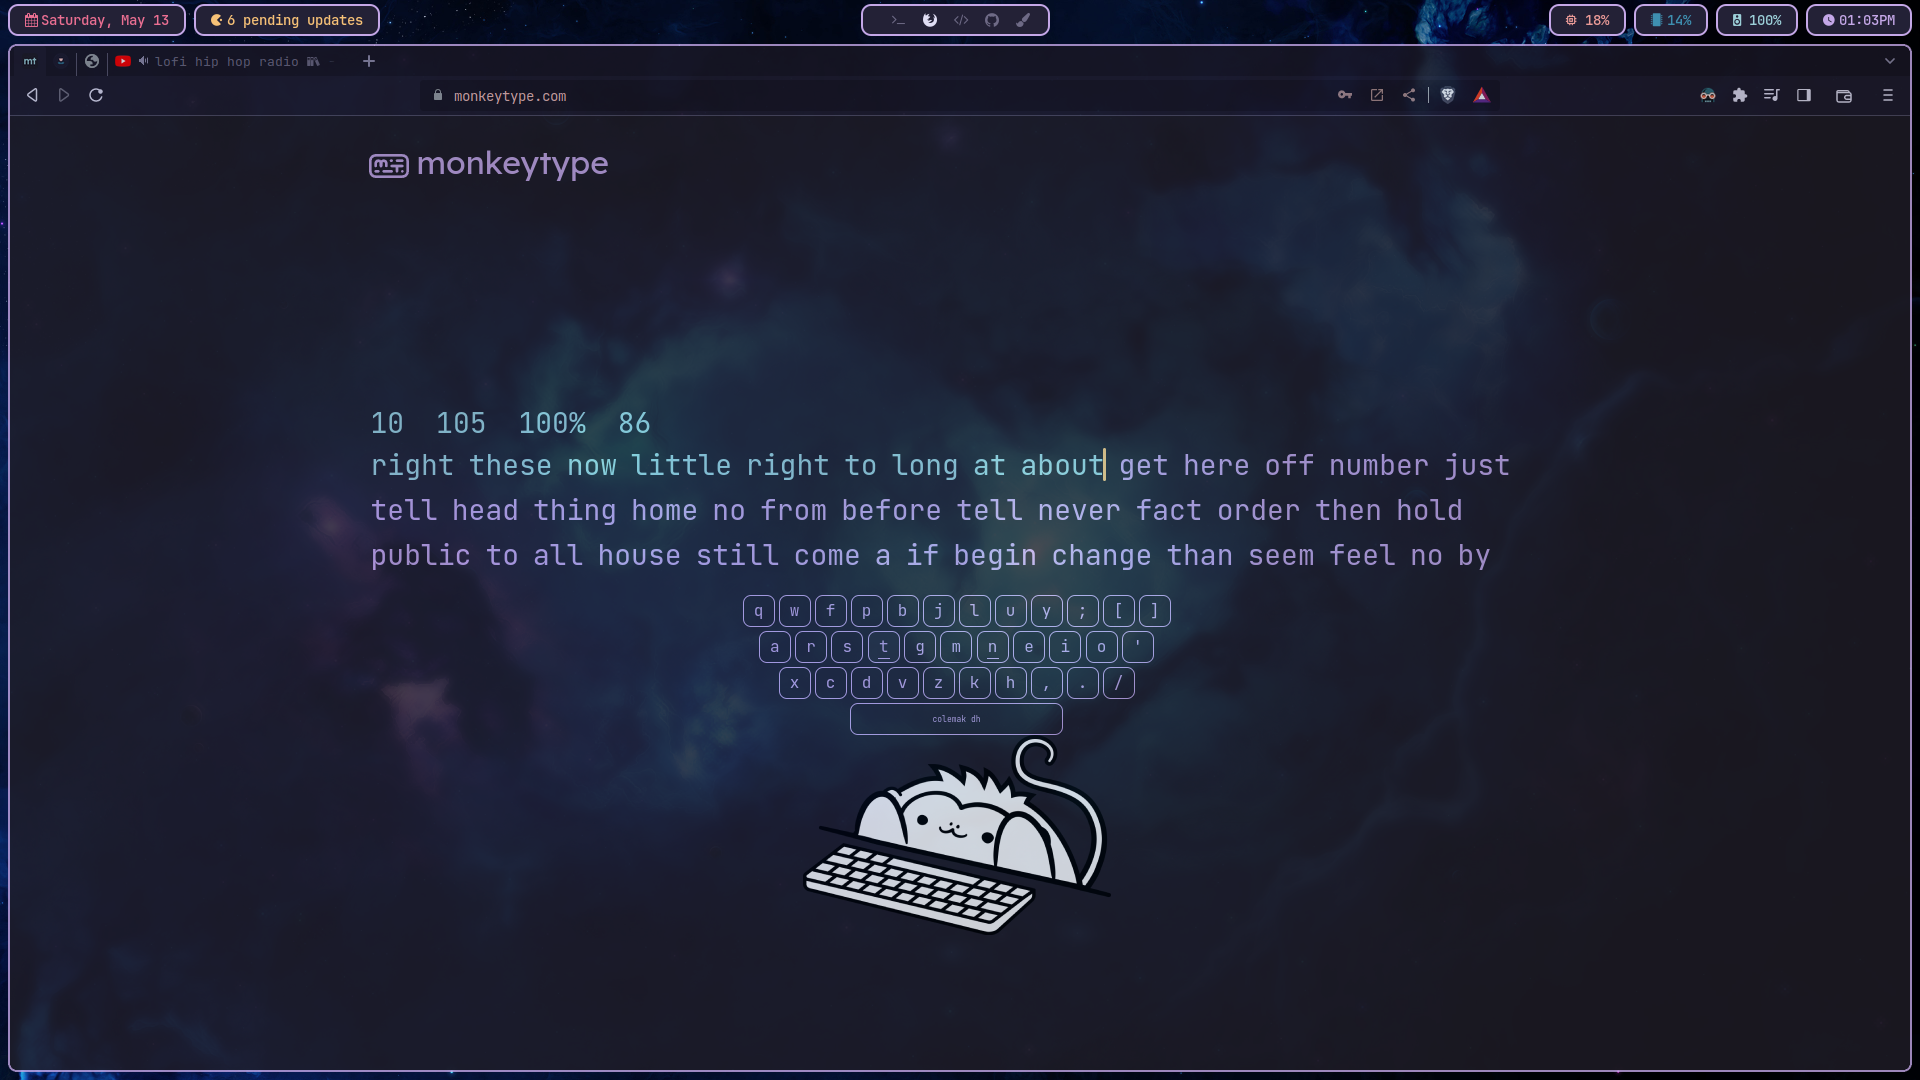 Saturday, May 13
6 pending updates
18%
14%
100%
01:03PM
mt
lofi hip hop radio
monkeytype.com
monkeytype
10 105 100% 86
right these now little right to long at about get here off number just
tell head thing home no from before tell never fact order then hold
public to all house still come a if begin change than seem feel no by
q w f p b j l u y ; [ ]
a r s t g m n e i o '
x c d v z k h , . /
colemak dh